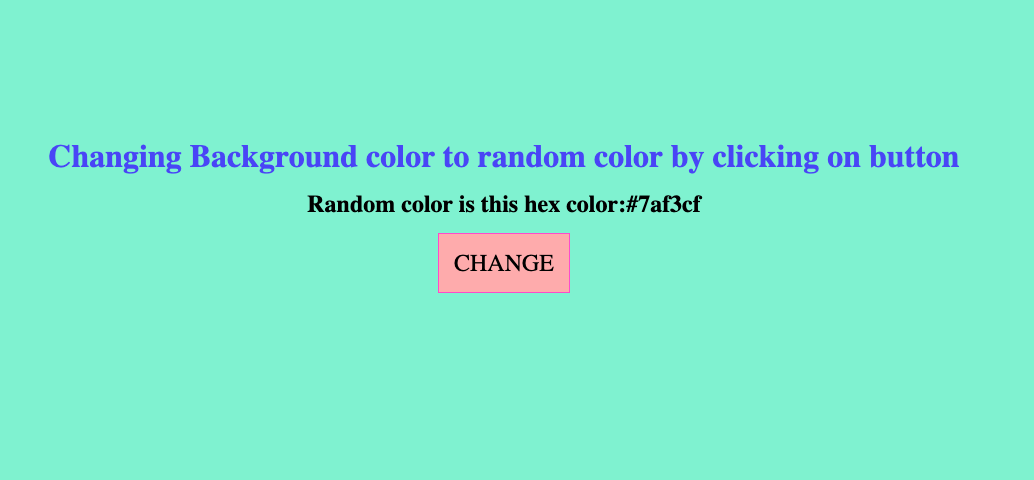 Changing Background color to random color by clicking on button
Random color is this hex color:#7af3cf
CHANGE